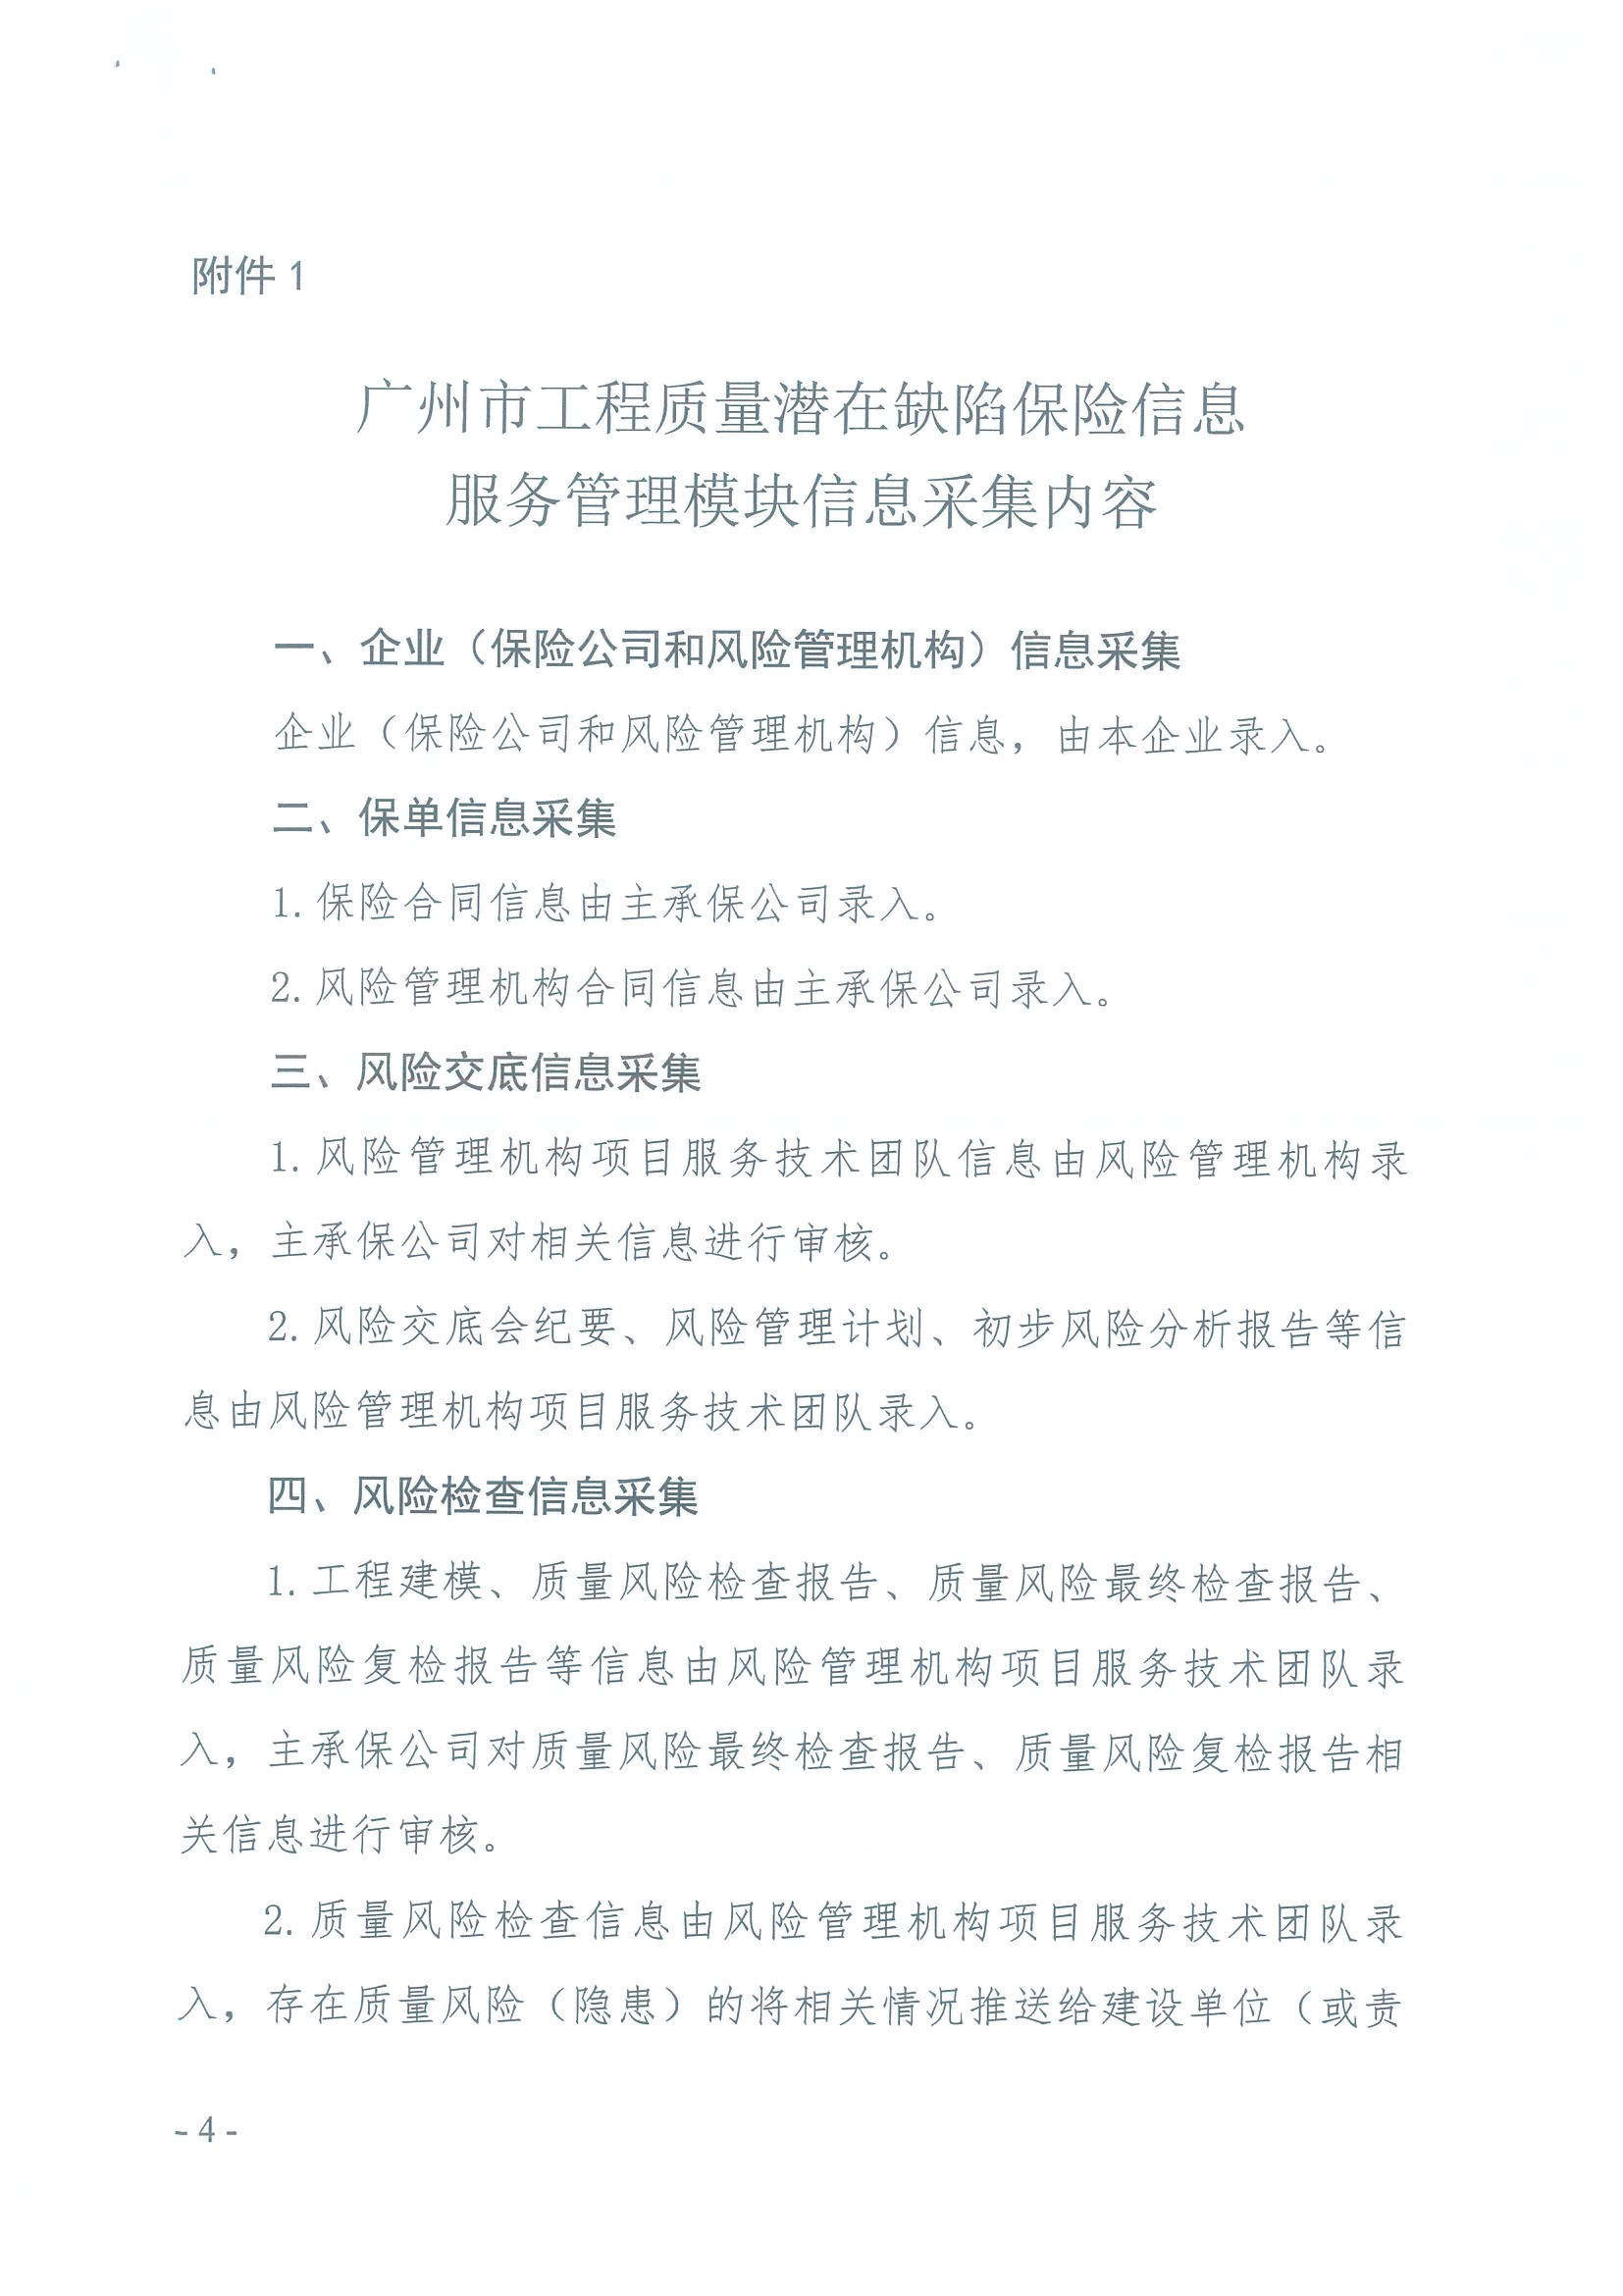 附件1
广州市工程质量潜在缺陷保险信息
服务管理模块信息采集内容
一、企业（保险公司和风险管理机构）信息采集
企业（保险公司和风险管理机构）信息，由本企业录入。
二、保单信息采集
1.保险合同信息由主承保公司录入。
2.风险管理机构合同信息由主承保公司录入。
三、风险交底信息采集
1.风险管理机构项目服务技术团队信息由风险管理机构录
入，主承保公司对相关信息进行审核。
2.风险交底会纪要、风险管理计划、初步风险分析报告等信
息由风险管理机构项目服务技术团队录入。
四、风险检查信息采集
1.工程建模、质量风险检查报告、质量风险最终检查报告、
质量风险复检报告等信息由风险管理机构项目服务技术团队录
入，主承保公司对质量风险最终检查报告、质量风险复检报告相
关信息进行审核。
2.质量风险检查信息由风险管理机构项目服务技术团队录
入，存在质量风险（隐患）的将相关情况推送给建设单位（或责
- 4 -